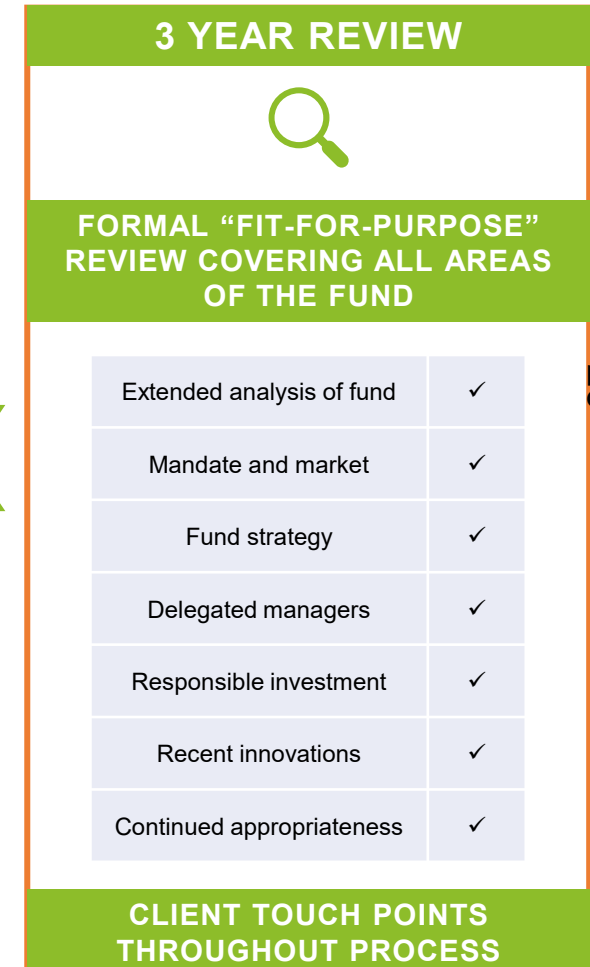 3 YEAR REVIEW
FORMAL “FIT-FOR-PURPOSE”
REVIEW COVERING ALL AREAS
OF THE FUND
Extended analysis of fund ✓
Mandate and market ✓
Fund strategy ✓
Delegated managers ✓
Responsible investment ✓
Recent innovations ✓
Continued appropriateness ✓
CLIENT TOUCH POINTS
THROUGHOUT PROCESS